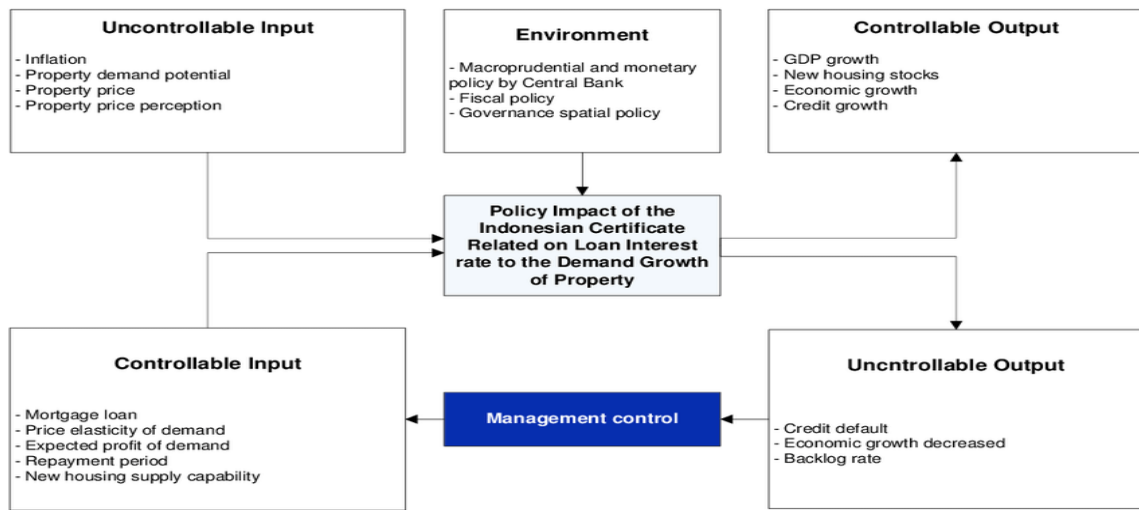 Uncontrollable Input
- Inflation
- Property demand potential
- Property price
- Property price perception
Environment
- Macroprudential and monetary
policy by Central Bank
- Fiscal policy
- Governance spatial policy
Controllable Output
- GDP growth
- New housing stocks
- Economic growth
- Credit growth
Policy Impact of the
Indonesian Certificate
Related on Loan Interest
rate to the Demand Growth
of Property
Controllable Input
- Mortgage loan
- Price elasticity of demand
- Expected profit of demand
- Repayment period
- New housing supply capability
Management control
Uncntrollable Output
- Credit default
- Economic growth decreased
- Backlog rate